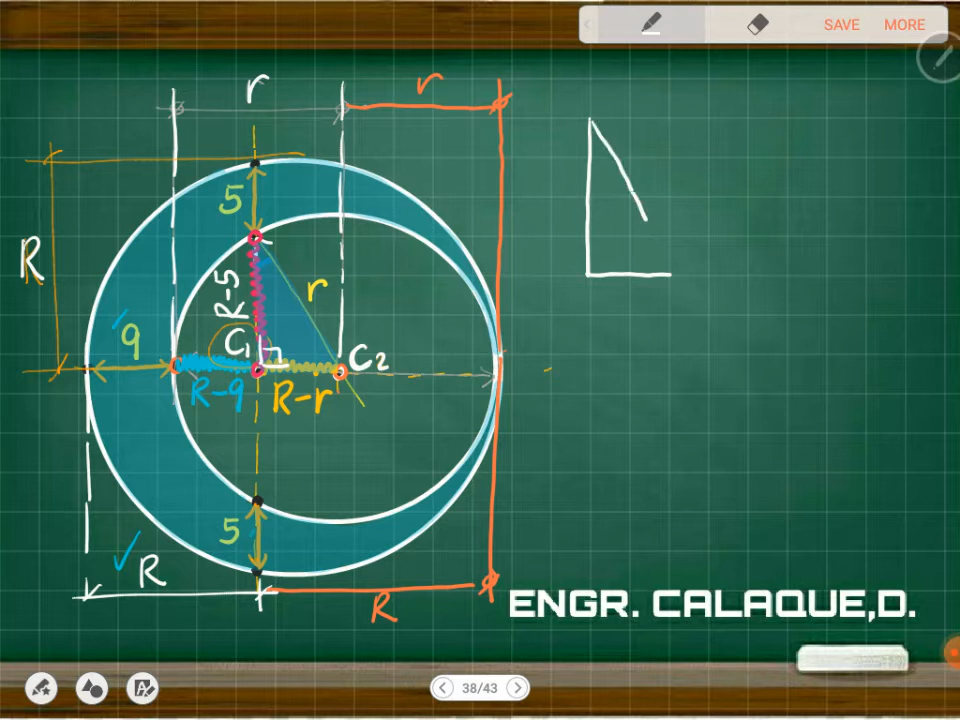 SAVE MORE
r
r
5
R
R-5
r
9
C1
C2
R-9
R-r
5
R
R
ENGR. CALAQUE,D.
38/43